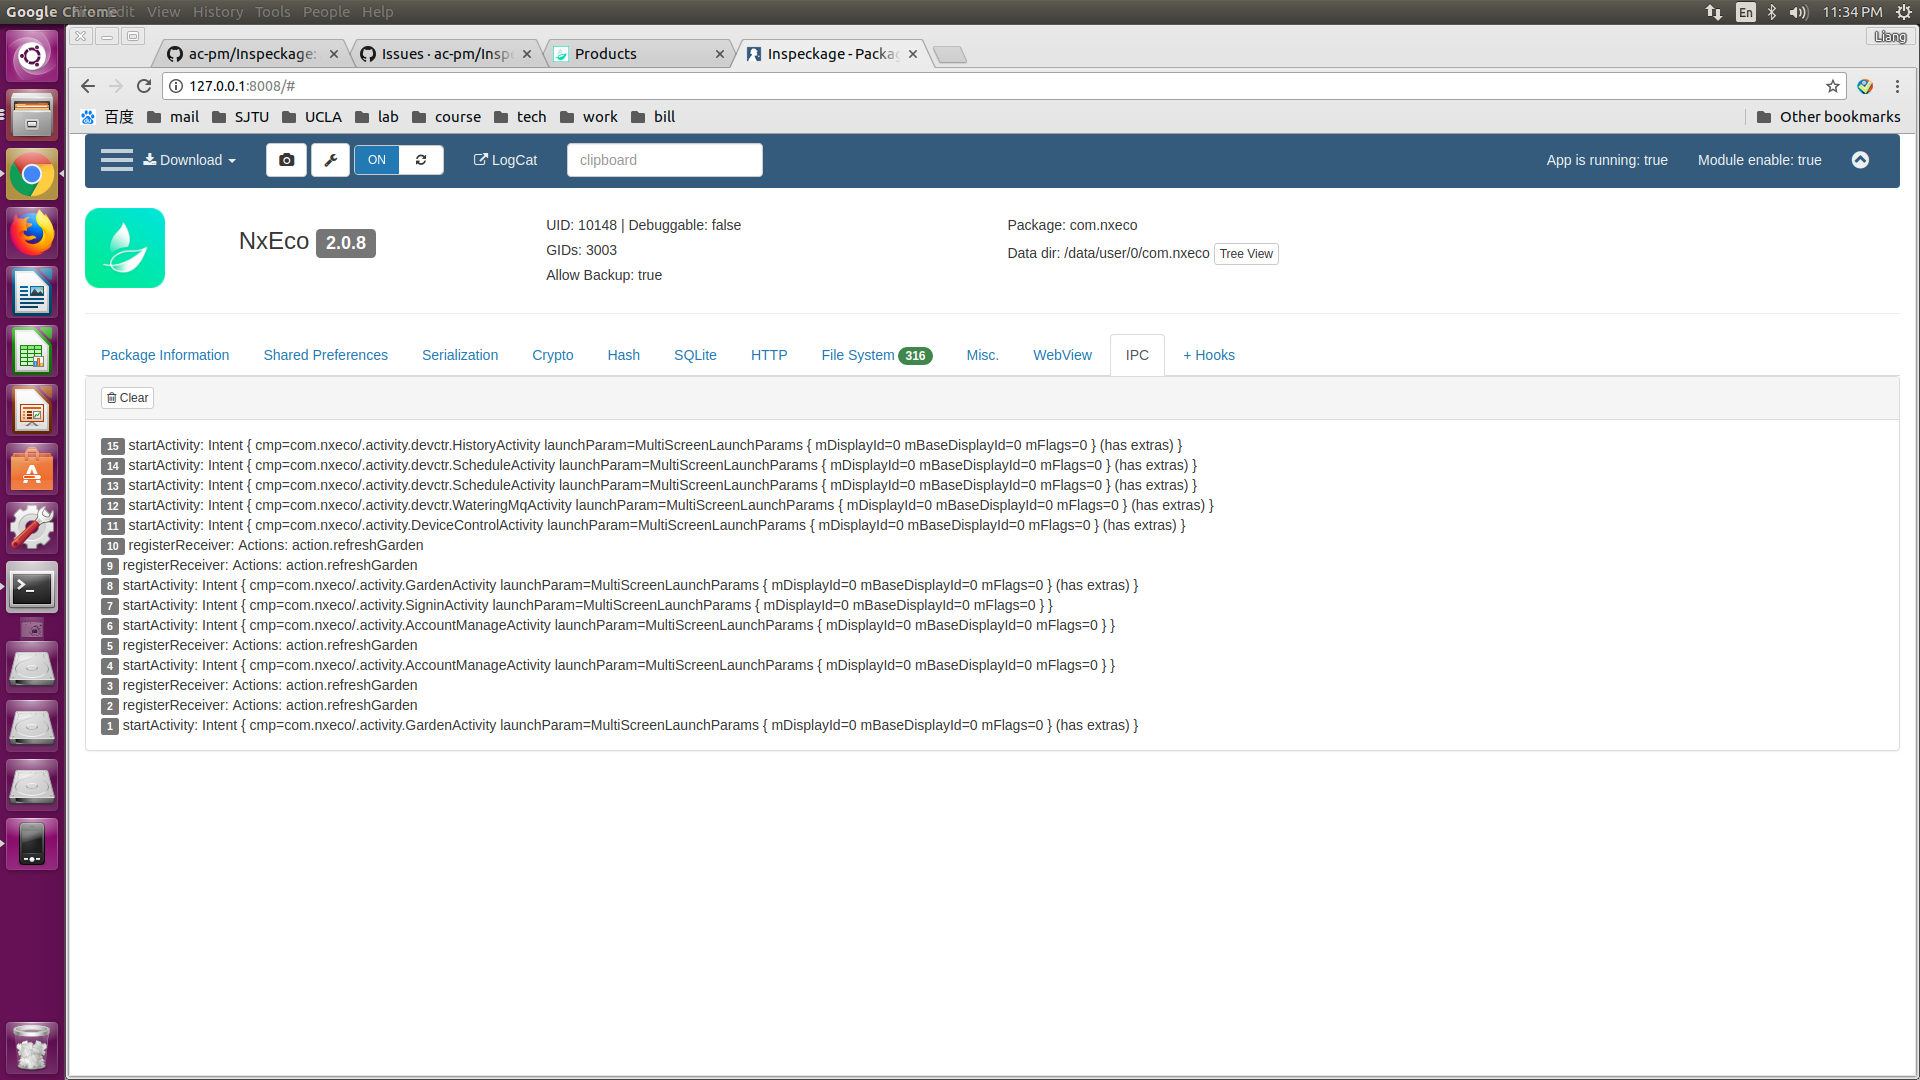 Google Chrome Edit View History Tools People Help
En
11:34 PM
Liang
ac-pm/Inspeckage:
Issues · ac-pm/Inspe
Products
Inspeckage - Packag
127.0.0.1:8008/#
百度 mail SJTU UCLA lab course tech work bill Other bookmarks
Download ON LogCat clipboard App is running: true Module enable: true
NxEco 2.0.8
UID: 10148 | Debuggable: false
GIDs: 3003
Allow Backup: true
Package: com.nxeco
Data dir: /data/user/0/com.nxeco Tree View
Package Information Shared Preferences Serialization Crypto Hash SQLite HTTP File System 316 Misc. WebView IPC + Hooks
Clear
15 startActivity: Intent { cmp=com.nxeco/.activity.devctr.HistoryActivity launchParam=MultiScreenLaunchParams { mDisplayId=0 mBaseDisplayId=0 mFlags=0 } (has extras) }
14 startActivity: Intent { cmp=com.nxeco/.activity.devctr.ScheduleActivity launchParam=MultiScreenLaunchParams { mDisplayId=0 mBaseDisplayId=0 mFlags=0 } (has extras) }
13 startActivity: Intent { cmp=com.nxeco/.activity.devctr.ScheduleActivity launchParam=MultiScreenLaunchParams { mDisplayId=0 mBaseDisplayId=0 mFlags=0 } (has extras) }
12 startActivity: Intent { cmp=com.nxeco/.activity.devctr.WateringMqActivity launchParam=MultiScreenLaunchParams { mDisplayId=0 mBaseDisplayId=0 mFlags=0 } (has extras) }
11 startActivity: Intent { cmp=com.nxeco/.activity.DeviceControlActivity launchParam=MultiScreenLaunchParams { mDisplayId=0 mBaseDisplayId=0 mFlags=0 } (has extras) }
10 registerReceiver: Actions: action.refreshGarden
9 registerReceiver: Actions: action.refreshGarden
8 startActivity: Intent { cmp=com.nxeco/.activity.GardenActivity launchParam=MultiScreenLaunchParams { mDisplayId=0 mBaseDisplayId=0 mFlags=0 } (has extras) }
7 startActivity: Intent { cmp=com.nxeco/.activity.SigninActivity launchParam=MultiScreenLaunchParams { mDisplayId=0 mBaseDisplayId=0 mFlags=0 } }
6 startActivity: Intent { cmp=com.nxeco/.activity.AccountManageActivity launchParam=MultiScreenLaunchParams { mDisplayId=0 mBaseDisplayId=0 mFlags=0 } }
5 registerReceiver: Actions: action.refreshGarden
4 startActivity: Intent { cmp=com.nxeco/.activity.AccountManageActivity launchParam=MultiScreenLaunchParams { mDisplayId=0 mBaseDisplayId=0 mFlags=0 } }
3 registerReceiver: Actions: action.refreshGarden
2 registerReceiver: Actions: action.refreshGarden
1 startActivity: Intent { cmp=com.nxeco/.activity.GardenActivity launchParam=MultiScreenLaunchParams { mDisplayId=0 mBaseDisplayId=0 mFlags=0 } (has extras) }